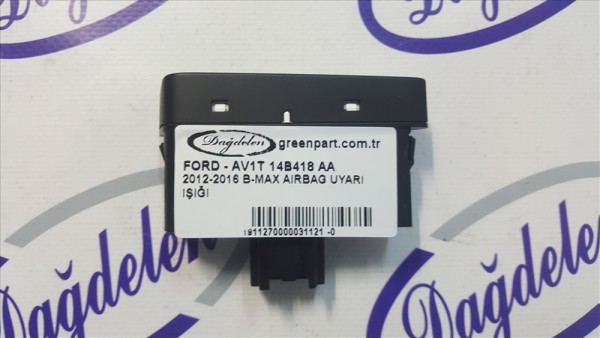 Dağdelen
Dağdelen greenpart.com.tr
FORD - AV1T 14B418 AA
2012-2016 B-MAX AIRBAG UYARI
IŞIĞI
1911270000031121 -0
Dağdelen
Dağdelen